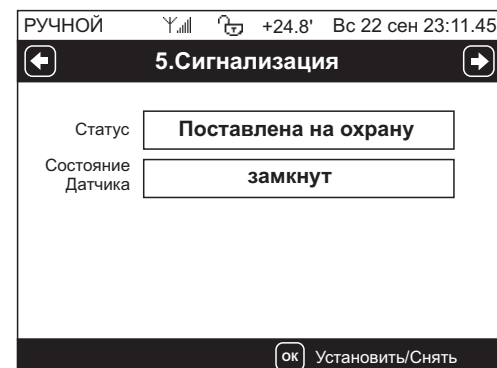 РУЧНОЙ +24.8' Вс 22 сен 23:11.45
5.Сигнализация
Статус Поставлена на охрану
Состояние
Датчика замкнут
ОК Установить/Снять